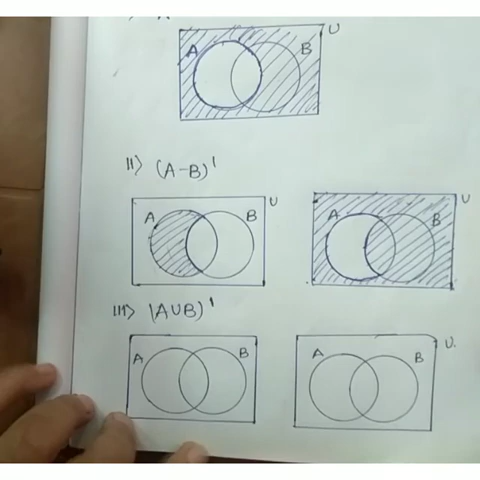 U
A B
II> (A-B)'
A B U
A B U
III> (AUB)'
A B
A B U.